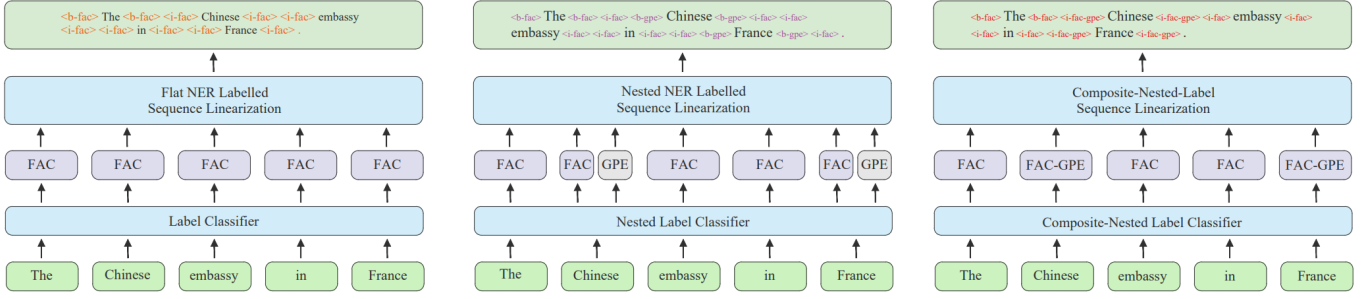 <b-fac> The <b-fac> <i-fac> Chinese <i-fac> <i-fac> embassy
<i-fac> <i-fac> in <i-fac> <i-fac> France <i-fac> .
Flat NER Labelled
Sequence Linearization
FAC FAC FAC FAC FAC
Label Classifier
The Chinese embassy in France
<b-fac> The <b-fac> <i-fac> <b-gpe> Chinese <b-gpe> <i-fac> <i-fac>
embassy <i-fac> <i-fac> in <i-fac> <i-fac> <b-gpe> France <b-gpe> <i-fac> .
Nested NER Labelled
Sequence Linearization
FAC FAC GPE FAC FAC FAC GPE
Nested Label Classifier
The Chinese embassy in France
<b-fac> The <b-fac> <i-fac-gpe> Chinese <i-fac-gpe> <i-fac> embassy <i-fac>
<i-fac> in <i-fac> <i-fac-gpe> France <i-fac-gpe> .
Composite-Nested-Label
Sequence Linearization
FAC FAC-GPE FAC FAC FAC-GPE
Composite-Nested Label Classifier
The Chinese embassy in France